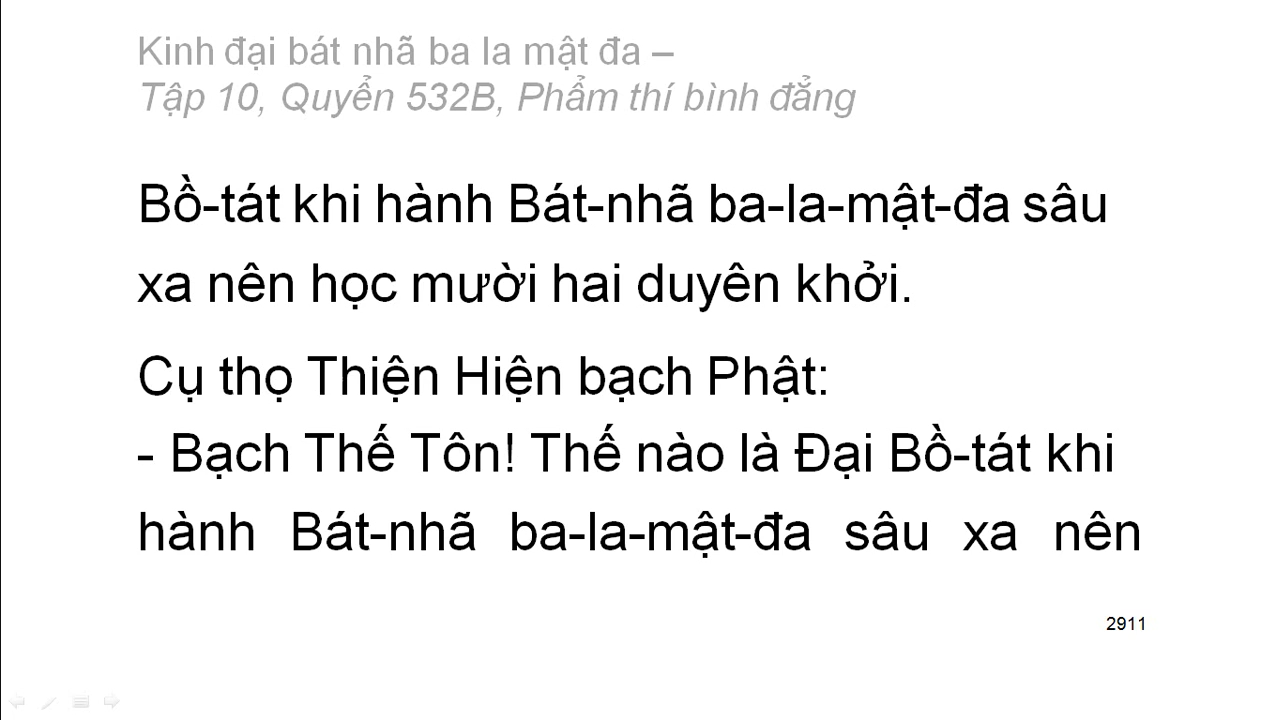 Kinh đại bát nhã ba la mật đa –
Tập 10, Quyển 532B, Phẩm thí bình đẳng
Bồ-tát khi hành Bát-nhã ba-la-mật-đa sâu
xa nên học mười hai duyên khởi.
Cụ thọ Thiện Hiện bạch Phật:
- Bạch Thế Tôn! Thế nào là Đại Bồ-tát khi
hành Bát-nhã ba-la-mật-đa sâu xa nên
2911